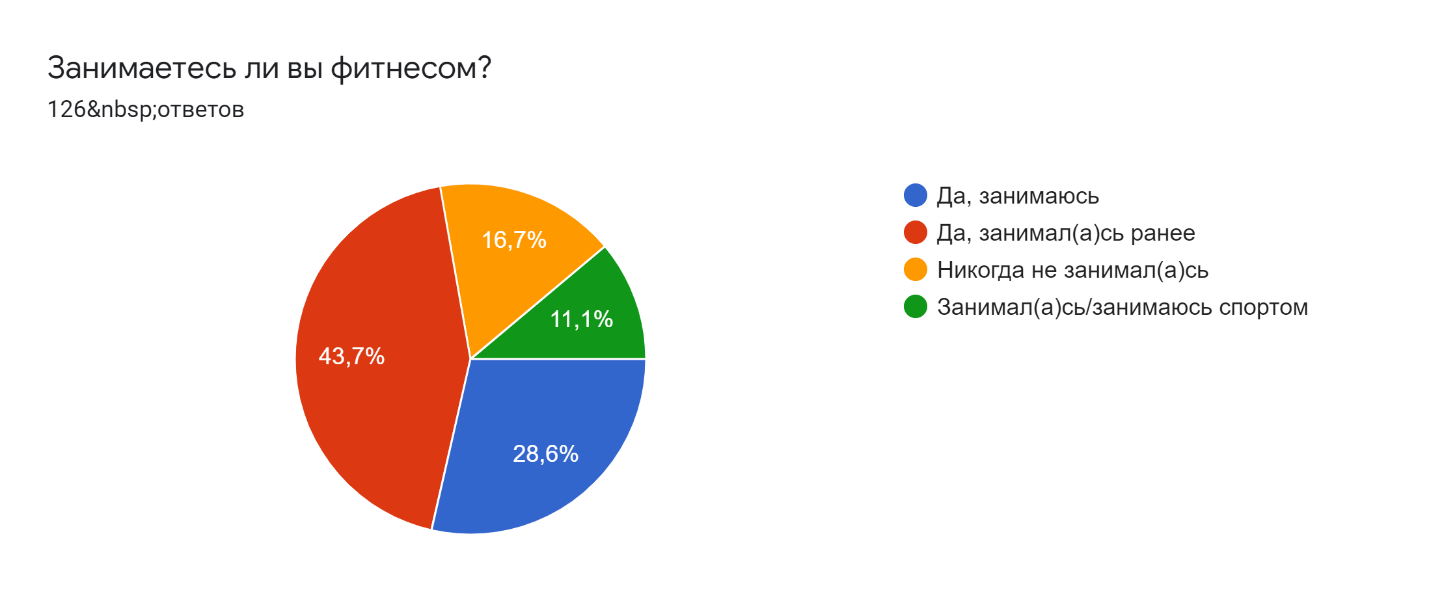 Занимаетесь ли вы фитнесом?
126&nbsp;ответов
Да, занимаюсь
Да, занимал(а)сь ранее
Никогда не занимал(а)сь
Занимал(а)сь/занимаюсь спортом
16,7%
11,1%
43,7%
28,6%